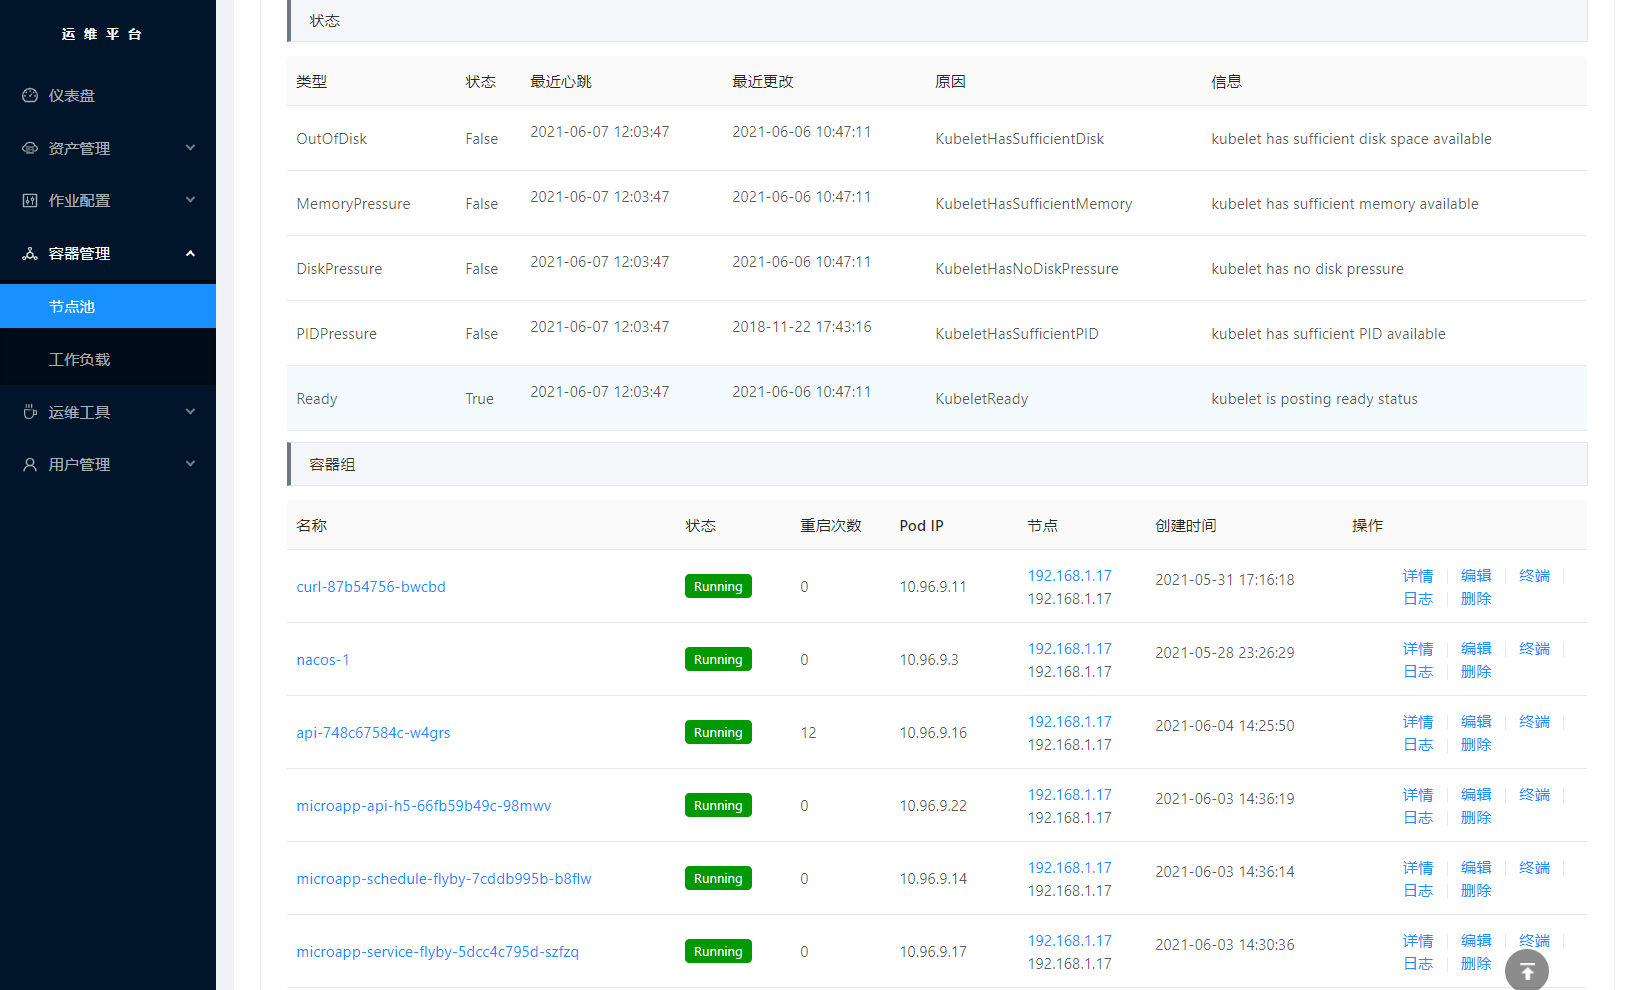 运维平台
仪表盘
资产管理
作业配置
容器管理
节点池
工作负载
运维工具
用户管理
状态
类型 状态 最近心跳 最近更改 原因 信息
OutOfDisk False 2021-06-07 12:03:47 2021-06-06 10:47:11 KubeletHasSufficientDisk kubelet has sufficient disk space available
MemoryPressure False 2021-06-07 12:03:47 2021-06-06 10:47:11 KubeletHasSufficientMemory kubelet has sufficient memory available
DiskPressure False 2021-06-07 12:03:47 2021-06-06 10:47:11 KubeletHasNoDiskPressure kubelet has no disk pressure
PIDPressure False 2021-06-07 12:03:47 2018-11-22 17:43:16 KubeletHasSufficientPID kubelet has sufficient PID available
Ready True 2021-06-07 12:03:47 2021-06-06 10:47:11 KubeletReady kubelet is posting ready status
容器组
名称 状态 重启次数 Pod IP 节点 创建时间 操作
curl-87b54756-bwcbd Running 0 10.96.9.11 192.168.1.17 2021-05-31 17:16:18 详情 编辑 终端
192.168.1.17 日志 删除
nacos-1 Running 0 10.96.9.3 192.168.1.17 2021-05-28 23:26:29 详情 编辑 终端
192.168.1.17 日志 删除
api-748c67584c-w4grs Running 12 10.96.9.16 192.168.1.17 2021-06-04 14:25:50 详情 编辑 终端
192.168.1.17 日志 删除
microapp-api-h5-66fb59b49c-98mwv Running 0 10.96.9.22 192.168.1.17 2021-06-03 14:36:19 详情 编辑 终端
192.168.1.17 日志 删除
microapp-schedule-flyby-7cddb995b-b8flw Running 0 10.96.9.14 192.168.1.17 2021-06-03 14:36:14 详情 编辑 终端
192.168.1.17 日志 删除
microapp-service-flyby-5dcc4c795d-szfzq Running 0 10.96.9.17 192.168.1.17 2021-06-03 14:30:36 详情 编辑 终端
192.168.1.17 日志 删除